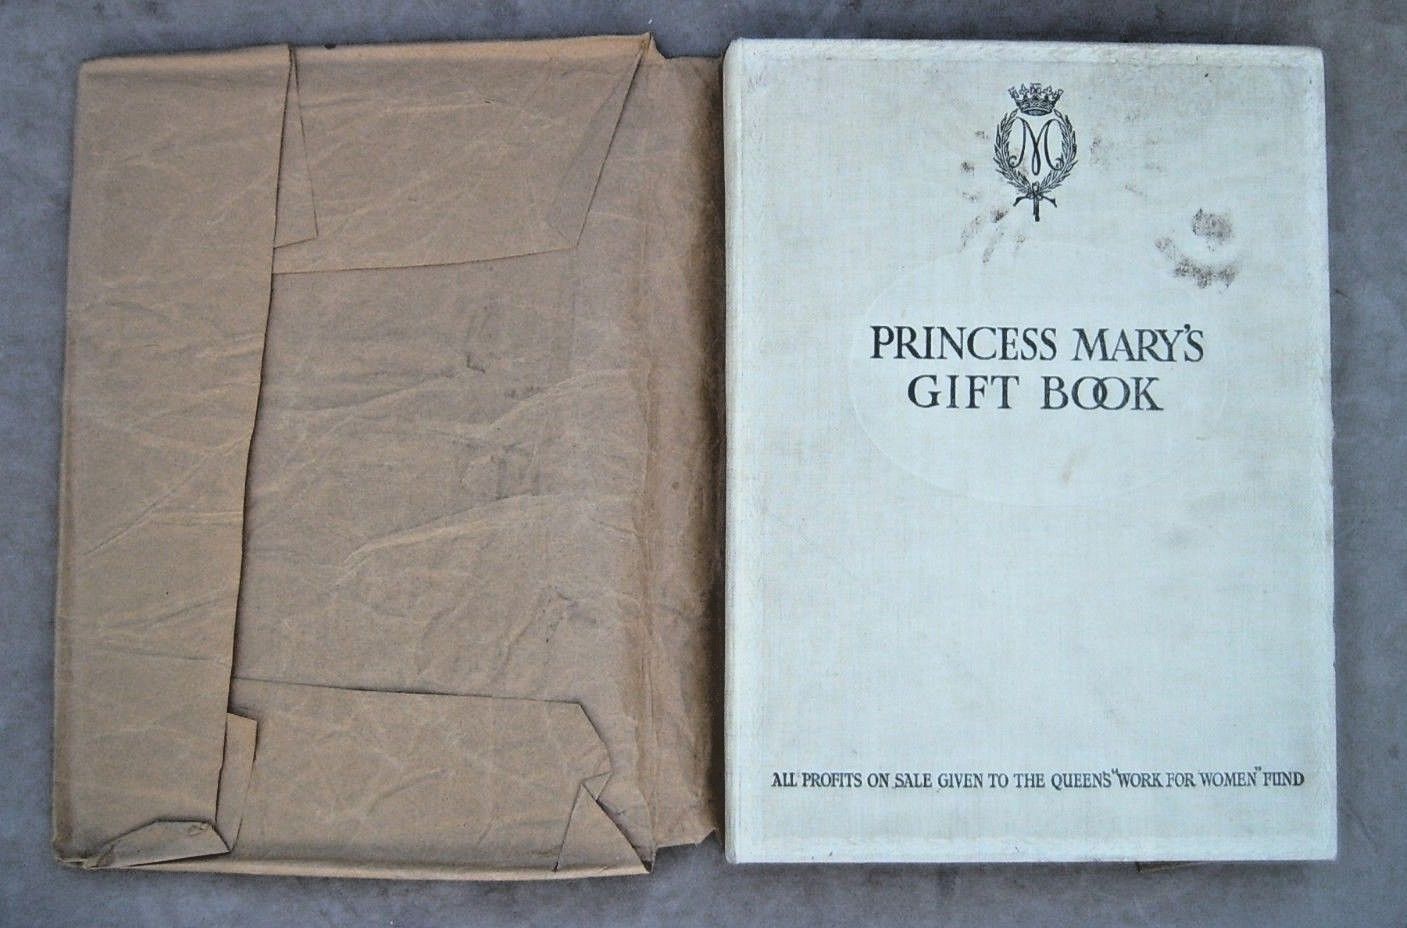 M
PRINCESS MARY'S
GIFT BOOK
ALL PROFITS ON SALE GIVEN TO THE QUEEN'S "WORK FOR WOMEN" FUND